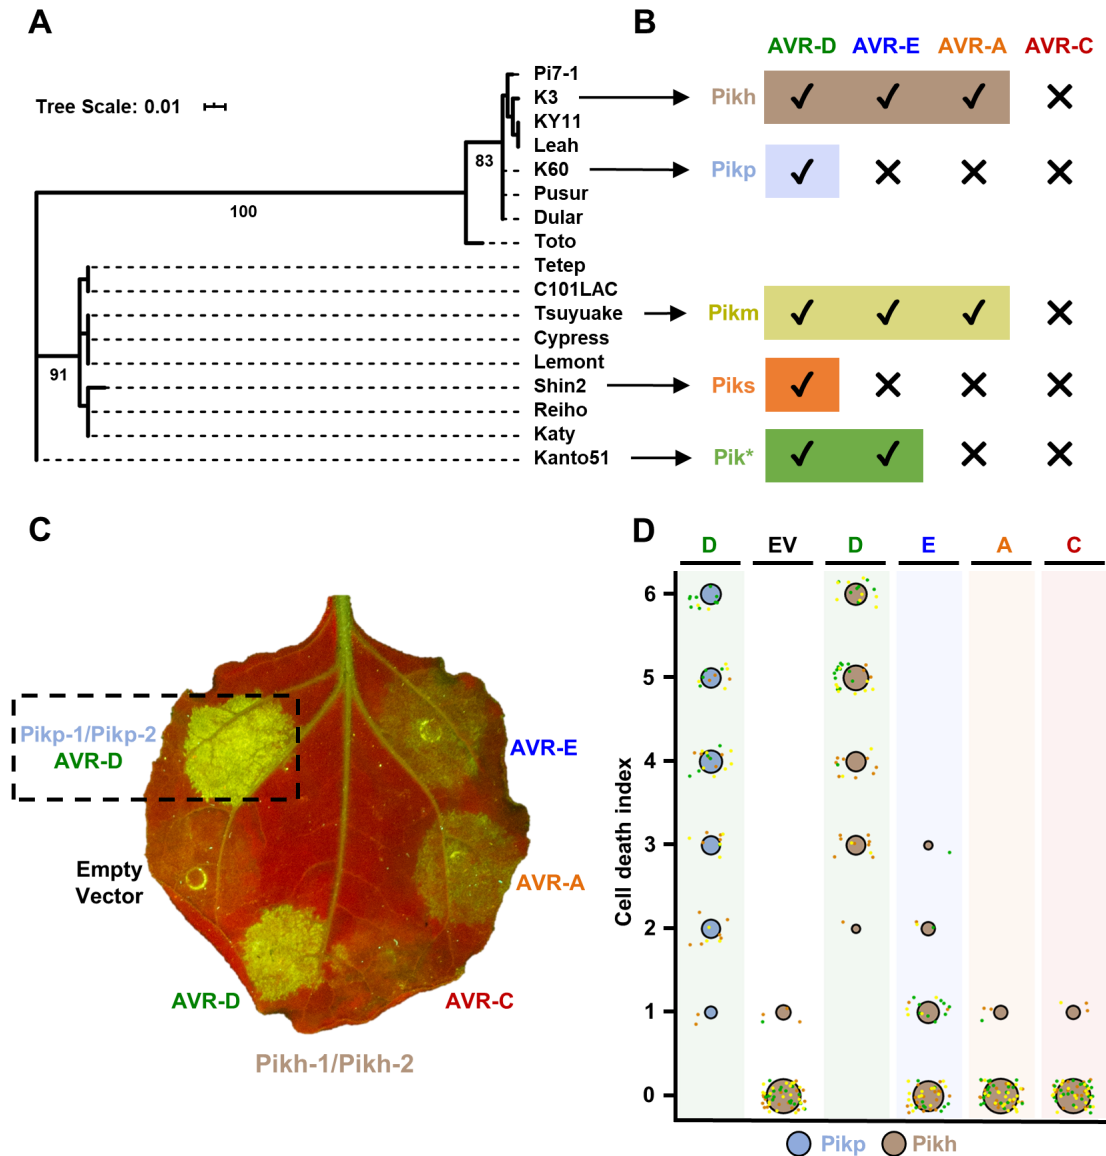 A
Tree Scale: 0.01
83
100
91
Pi7-1
K3
KY11
Leah
K60
Pusur
Dular
Toto
Tetep
C101LAC
Tsuyuake
Cypress
Lemont
Shin2
Reiho
Katy
Kanto51
B
AVR-D AVR-E AVR-A AVR-C
Pikh
Pikp
Pikm
Piks
Pik*
C
Pikp-1/Pikp-2
AVR-D
AVR-E
Empty
Vector
AVR-A
AVR-D
AVR-C
Pikh-1/Pikh-2
D
D EV D E A C
Cell death index
6
5
4
3
2
1
0
Pikp Pikh